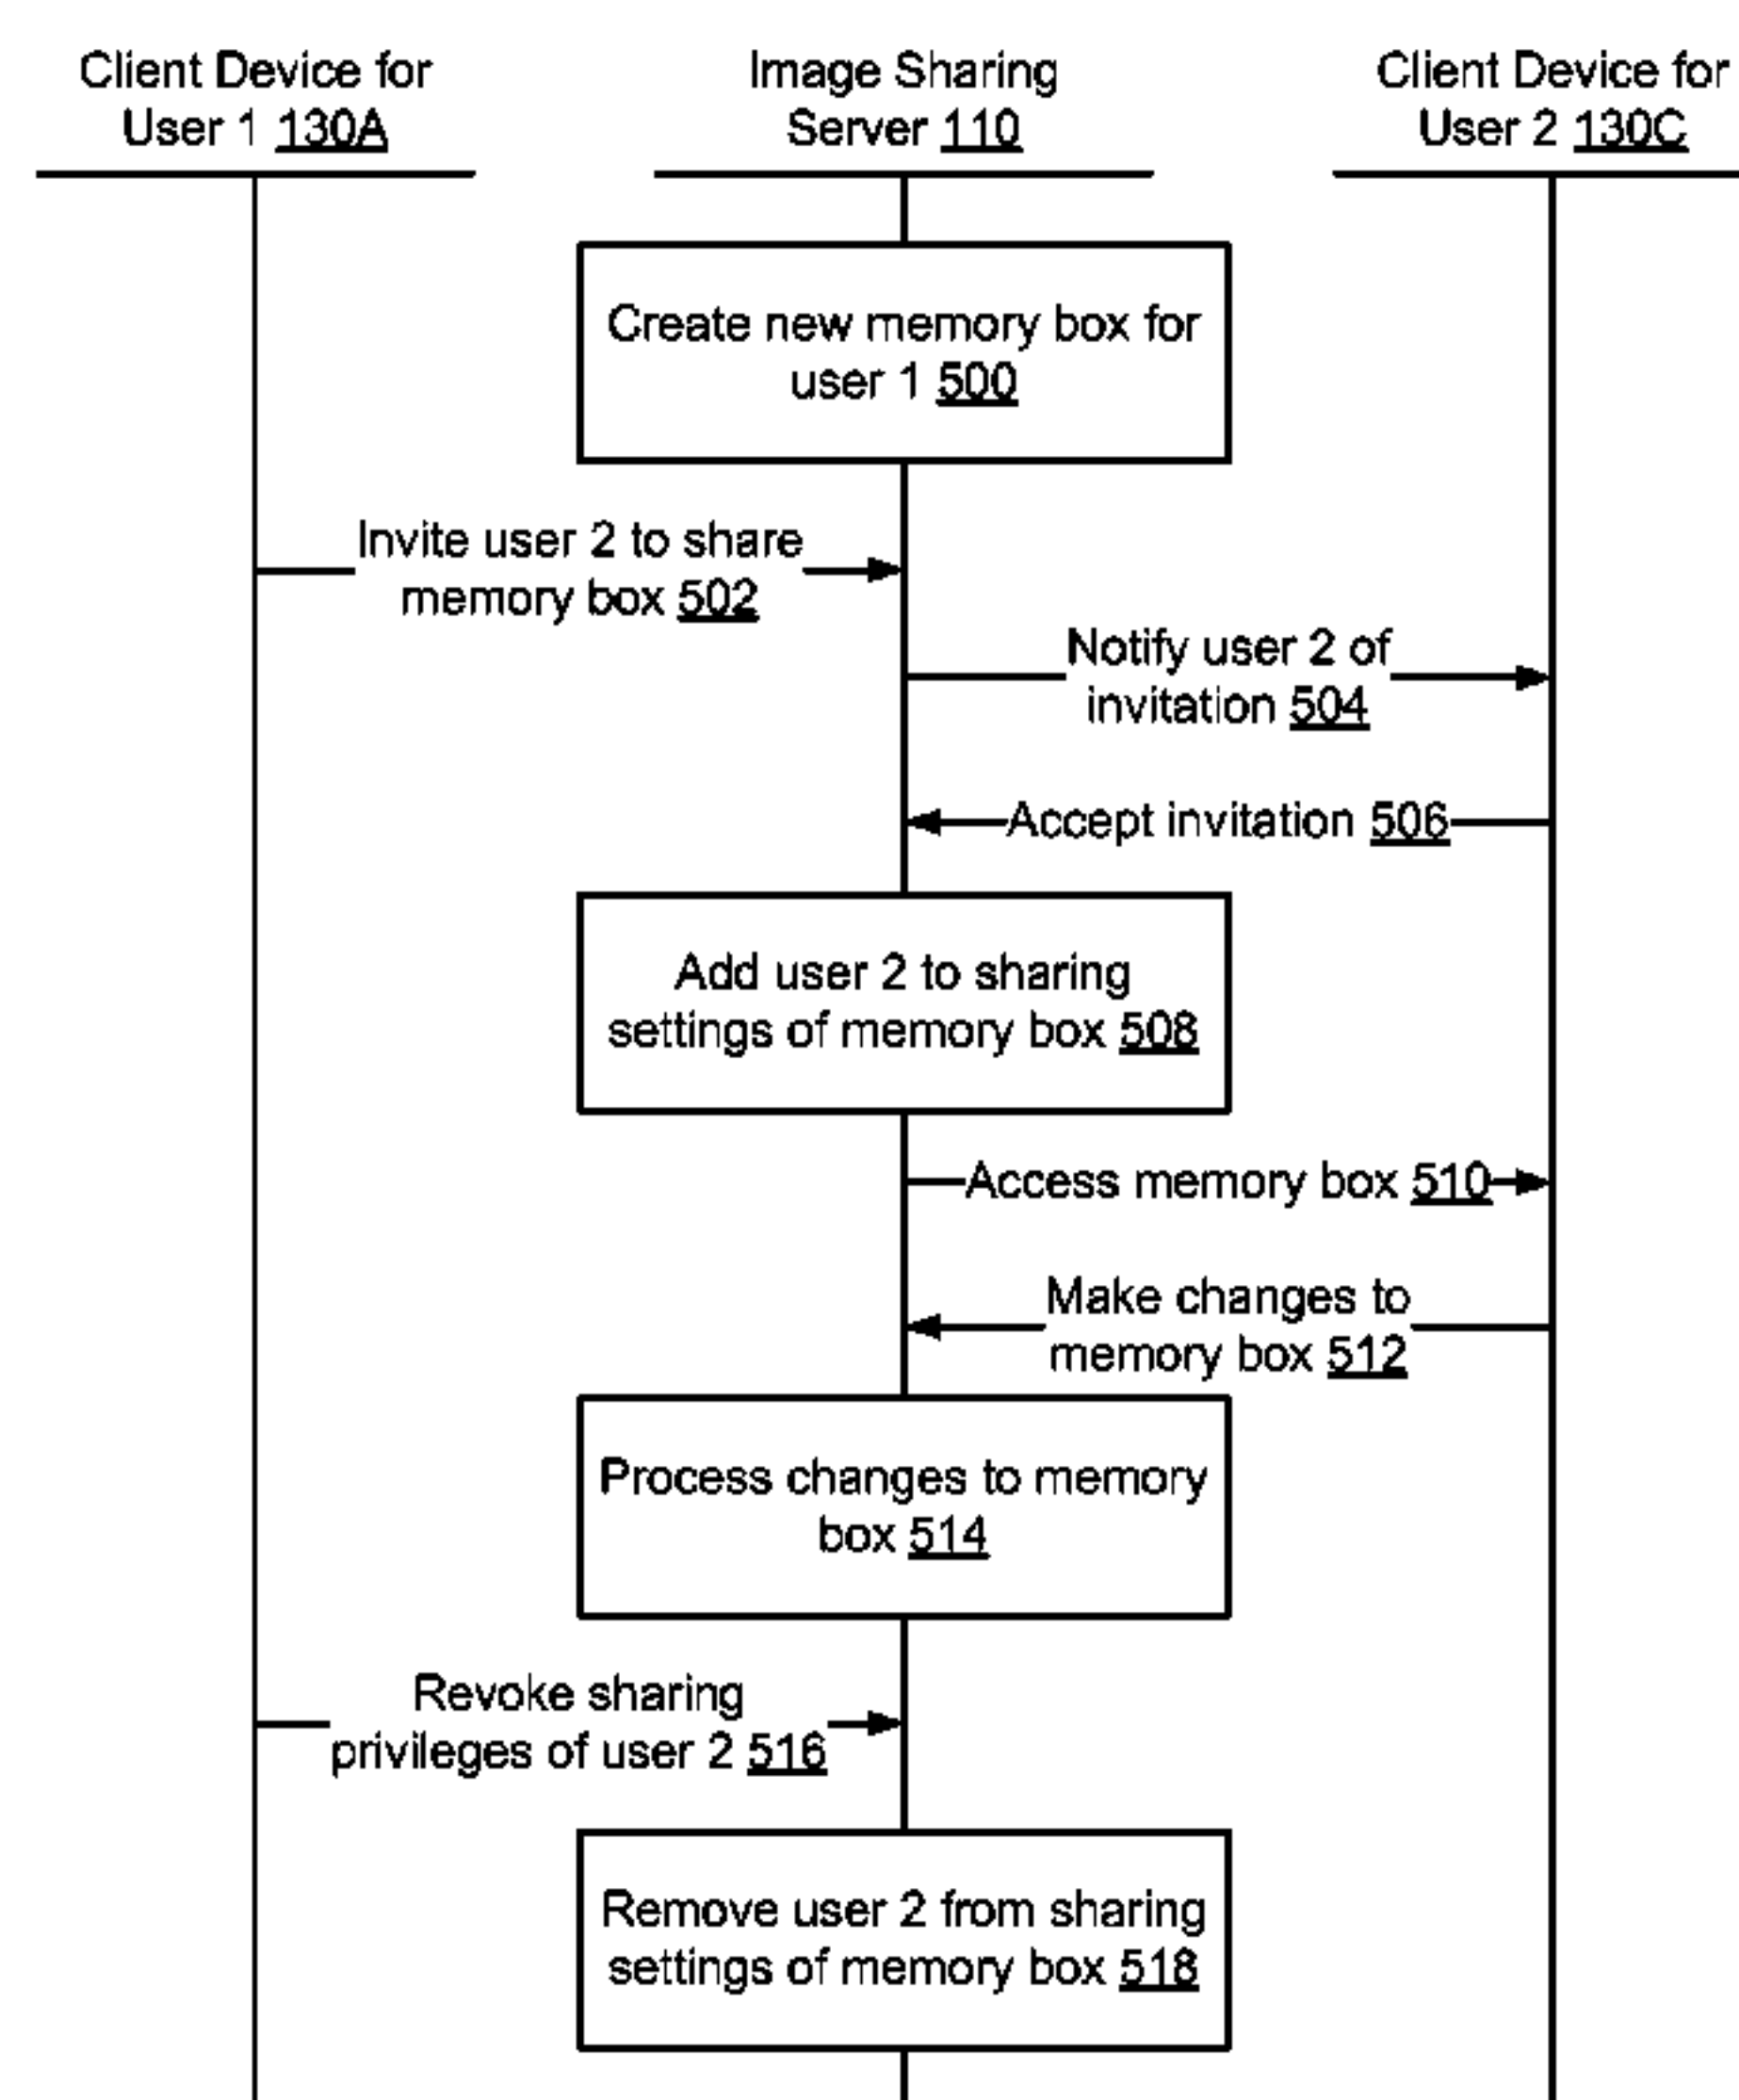 Client Device for
User 1 130A
Image Sharing
Server 110
Client Device for
User 2 130C
Create new memory box for
user 1 500
Invite user 2 to share
memory box 502
Notify user 2 of
invitation 504
Accept invitation 506
Add user 2 to sharing
settings of memory box 508
Access memory box 510
Make changes to
memory box 512
Process changes to memory
box 514
Revoke sharing
privileges of user 2 516
Remove user 2 from sharing
settings of memory box 518